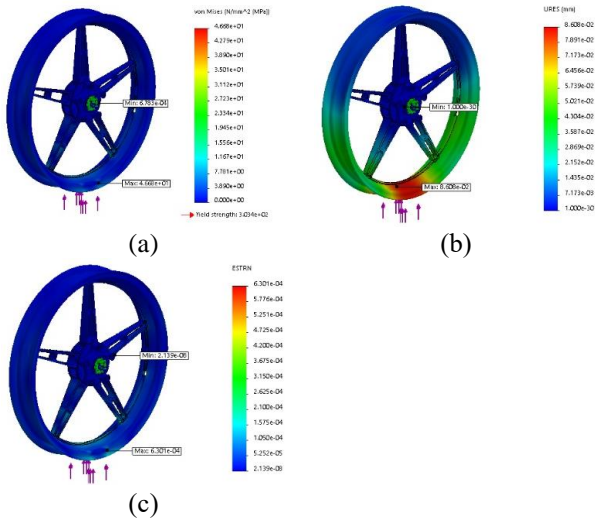 von Mises (N/mm^2 (MPa))
4.668e+01
4.279e+01
3.890e+01
3.501e+01
3.112e+01
2.723e+01
2.334e+01
1.945e+01
1.556e+01
1.167e+01
7.781e+00
3.890e+00
0.000e+00
Yield strength: 3.034e+02
Min: 6.783e-04
Max: 4.668e+01
(a)
URES (mm)
8.608e-02
7.891e-02
7.173e-02
6.456e-02
5.739e-02
5.021e-02
4.304e-02
3.587e-02
2.869e-02
2.152e-02
1.435e-02
7.173e-03
1.000e-30
Min: 1.000e-30
Max: 8.608e-02
(b)
ESTRN
6.301e-04
5.776e-04
5.251e-04
4.725e-04
4.200e-04
3.675e-04
3.150e-04
2.625e-04
2.100e-04
1.575e-04
1.050e-04
5.252e-05
2.139e-08
Min: 2.139e-08
Max: 6.301e-04
(c)